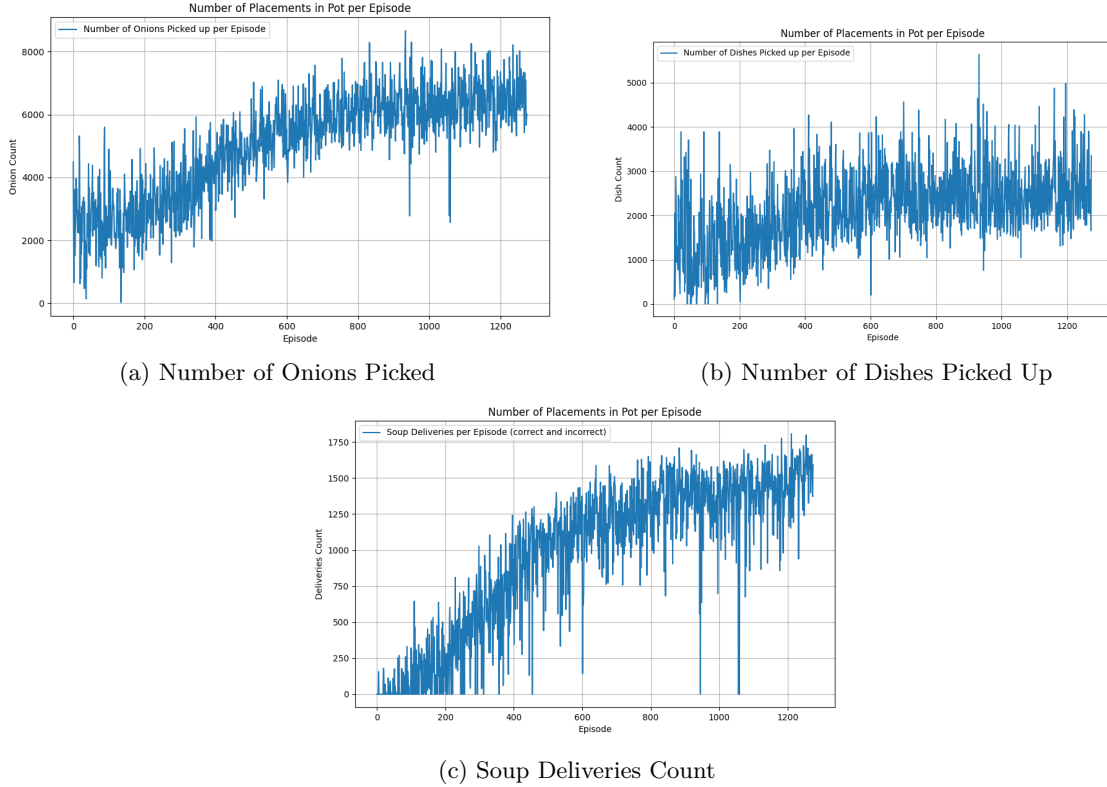 Number of Placements in Pot per Episode
Number of Onions Picked up per Episode
8000
6000
4000
2000
0
Onion Count
0 200 400 600 800 1000 1200
Episode
(a) Number of Onions Picked
Number of Placements in Pot per Episode
Number of Dishes Picked up per Episode
5000
4000
3000
2000
1000
0
Dish Count
0 200 400 600 800 1000 1200
Episode
(b) Number of Dishes Picked Up
Number of Placements in Pot per Episode
Soup Deliveries per Episode (correct and incorrect)
1750
1500
1250
1000
750
500
250
0
Deliveries Count
0 200 400 600 800 1000 1200
Episode
(c) Soup Deliveries Count